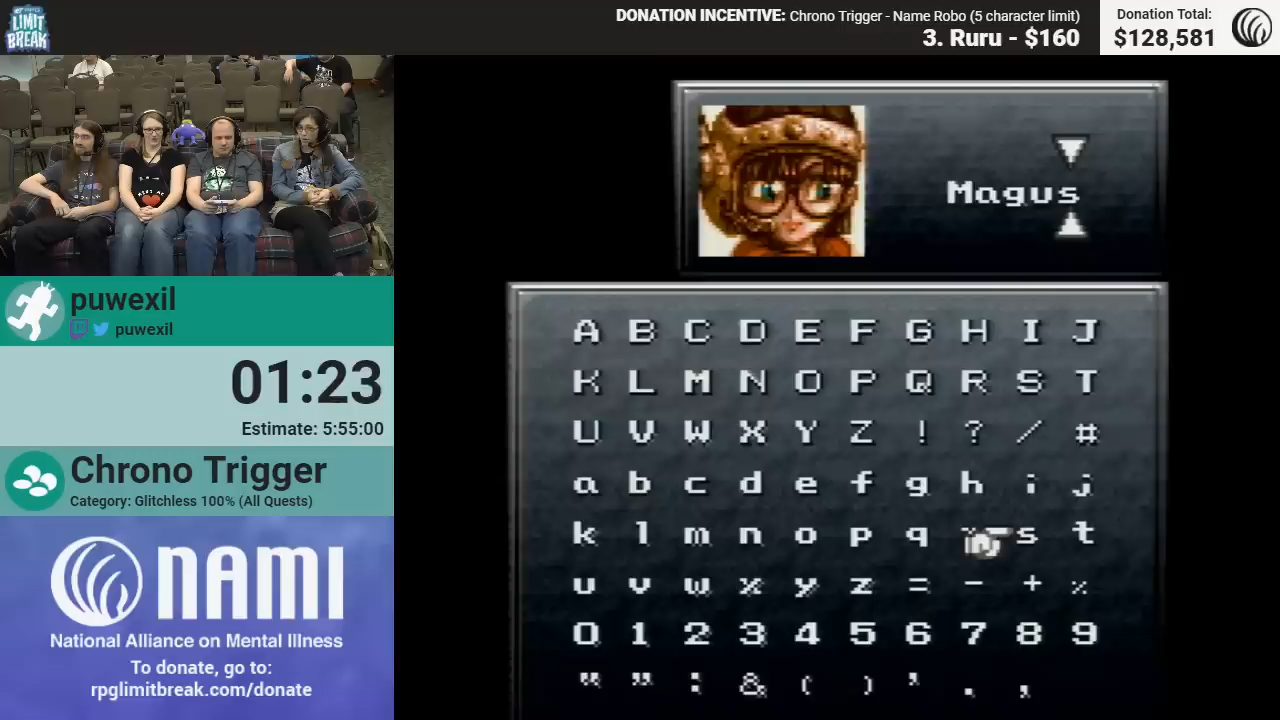 RPG
LIMIT
BREAK
DONATION INCENTIVE: Chrono Trigger - Name Robo (5 character limit)
3. Ruru - $160
Donation Total:
$128,581
puwexil
puwexil
01:23
Estimate: 5:55:00
Chrono Trigger
Category: Glitchless 100% (All Quests)
NAMI
National Alliance on Mental Illness
To donate, go to:
rpglimitbreak.com/donate
Magus
A B C D E F G H I J
K L M N O P Q R S T
U V W X Y Z ! ? / #
a b c d e f g h i j
k l m n o p q s t
u v w x y z = - + %
0 1 2 3 4 5 6 7 8 9
“ ” : & ( ) ' . ,